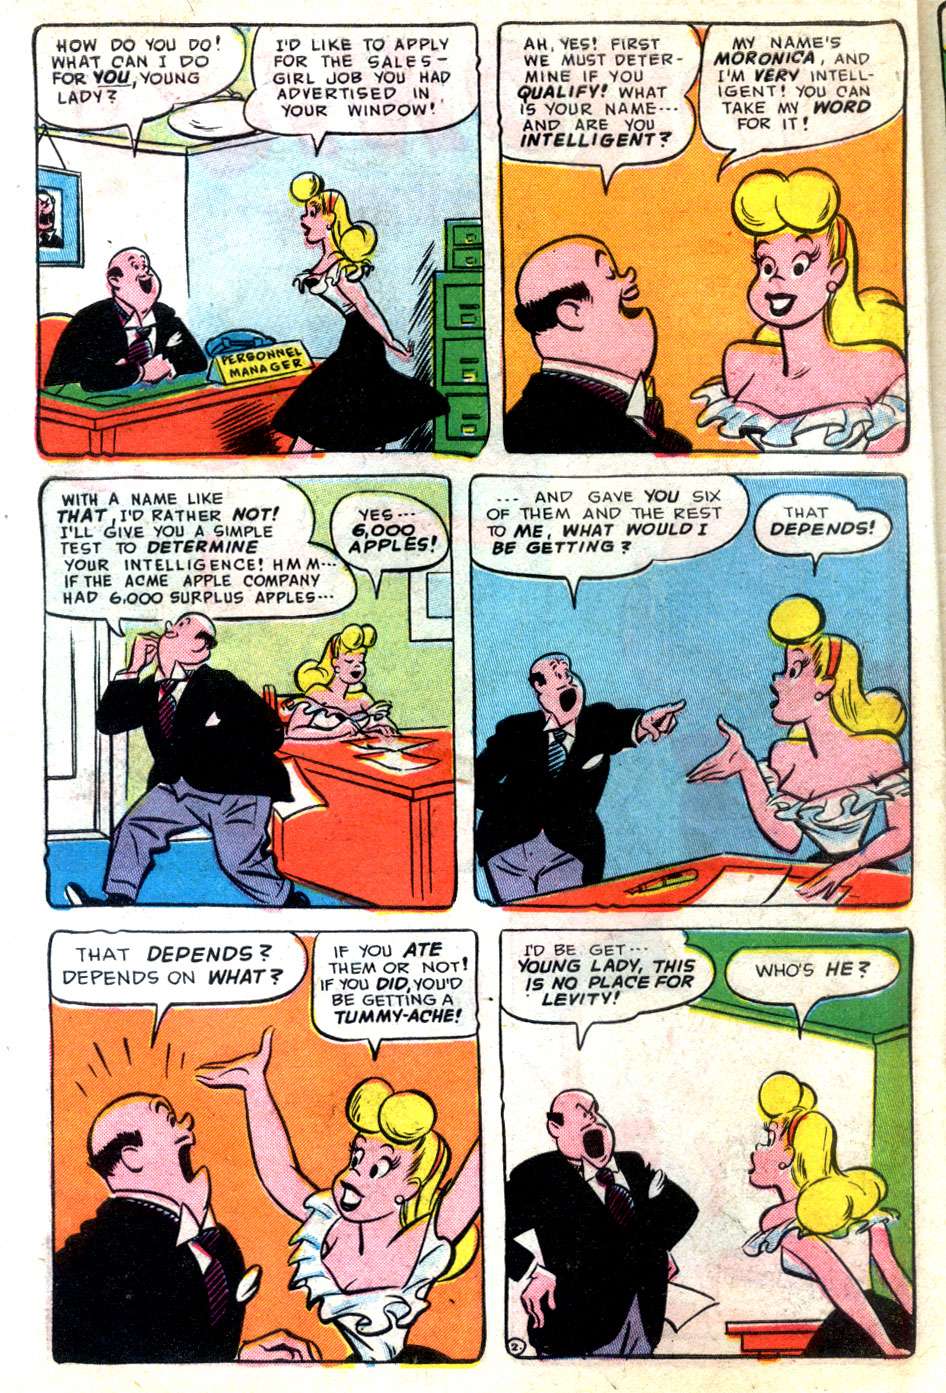 HOW DO YOU DO!
WHAT CAN I DO
FOR YOU, YOUNG
LADY?
I'D LIKE TO APPLY
FOR THE SALES-
GIRL JOB YOU HAD
ADVERTISED IN
YOUR WINDOW!
PERSONNEL
MANAGER
AH, YES! FIRST
WE MUST DETER-
MINE IF YOU
QUALIFY! WHAT
IS YOUR NAME...
AND ARE YOU
INTELLIGENT?
MY NAME'S
MORONICA, AND
I'M VERY INTELL-
IGENT! YOU CAN
TAKE MY WORD
FOR IT!
WITH A NAME LIKE
THAT, I'D RATHER NOT!
I'LL GIVE YOU A SIMPLE
TEST TO DETERMINE
YOUR INTELLIGENCE! HMM...
IF THE ACME APPLE COMPANY
HAD 6,000 SURPLUS APPLES...
YES...
6,000
APPLES!
... AND GAVE YOU SIX
OF THEM AND THE REST
TO ME, WHAT WOULD I
BE GETTING?
THAT
DEPENDS!
THAT DEPENDS?
DEPENDS ON WHAT?
IF YOU ATE
THEM OR NOT!
IF YOU DID, YOU'D
BE GETTING A
TUMMY-ACHE!
I'D BE GET...
YOUNG LADY, THIS
IS NO PLACE FOR
LEVITY!
WHO'S HE?
2.